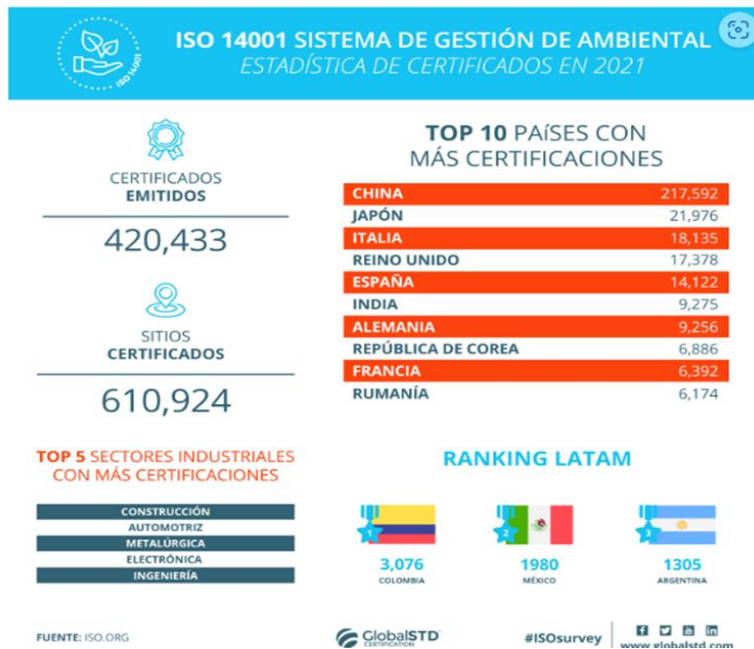 ISO 14001 SISTEMA DE GESTIÓN DE AMBIENTAL
ESTADÍSTICA DE CERTIFICADOS EN 2021
ISO 14001
CERTIFICADOS
EMITIDOS
420,433
SITIOS
CERTIFICADOS
610,924
TOP 10 PAíSES CON
MÁS CERTIFICACIONES
CHINA 217,592
JAPÓN 21,976
ITALIA 18,135
REINO UNIDO 17,378
ESPAÑA 14,122
INDIA 9,275
ALEMANIA 9,256
REPÚBLICA DE COREA 6,886
FRANCIA 6,392
RUMANÍA 6,174
TOP 5 SECTORES INDUSTRIALES
CON MÁS CERTIFICACIONES
CONSTRUCCIÓN
AUTOMOTRIZ
METALÚRGICA
ELECTRÓNICA
INGENIERÍA
RANKING LATAM
1
3,076
COLOMBIA
2
1980
MÉXICO
3
1305
ARGENTINA
FUENTE: ISO.ORG
GlobalSTD
CERTIFICATION
#ISOsurvey
www.globalstd.com